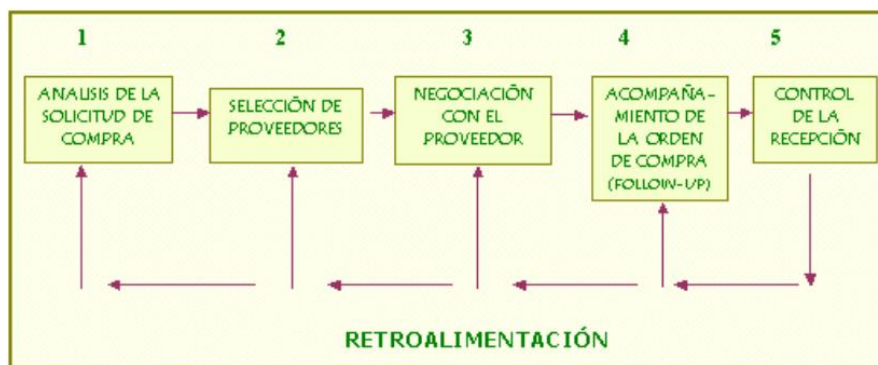 1
2
3
4
5
ANALISIS DE LA
SOLICITUD DE
COMPRA
SELECCIÓN DE
PROVEEDORES
NEGOCIACIÓN
CON EL
PROVEEDOR
ACOMPAÑA-
MIENTO DE
LA ORDEN
DE COMPRA
(FOLLOIN-UP)
CONTROL
DE LA
RECEPCIÓN
RETROALIMENTACIÓN